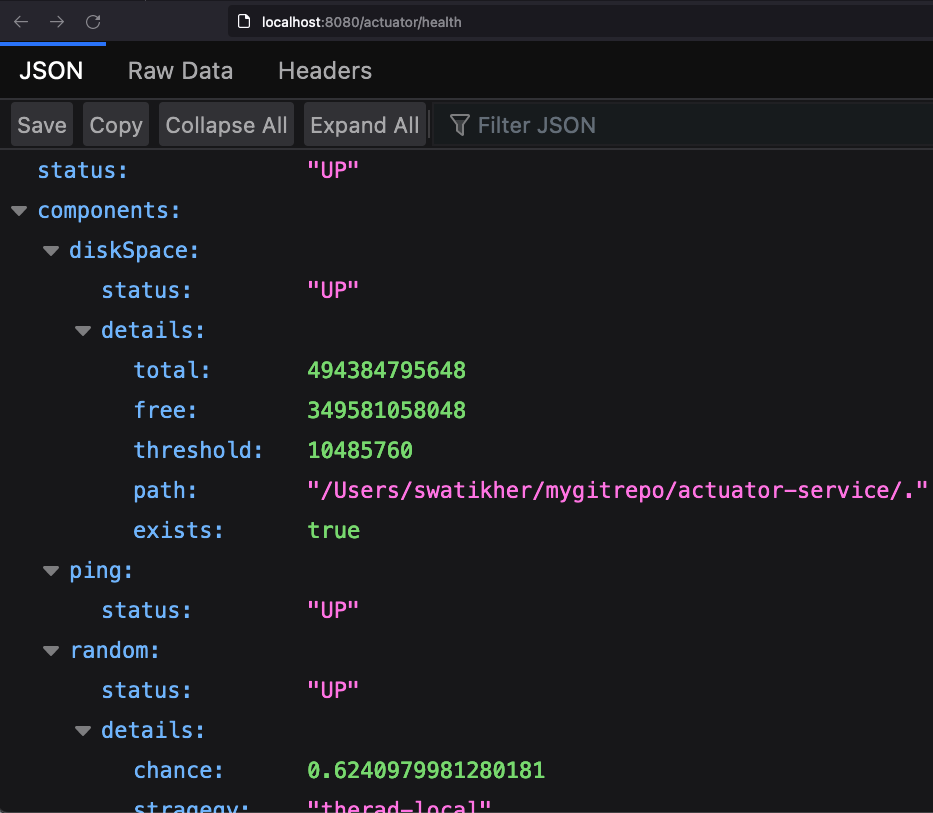 localhost:8080/actuator/health
JSON Raw Data Headers
Save Copy Collapse All Expand All Filter JSON
status: "UP"
components:
diskSpace:
status: "UP"
details:
total: 494384795648
free: 349581058048
threshold: 10485760
path: "/Users/swatikher/mygitrepo/actuator-service/."
exists: true
ping:
status: "UP"
random:
status: "UP"
details:
chance: 0.6240979981280181
stragegy: "therad-local"